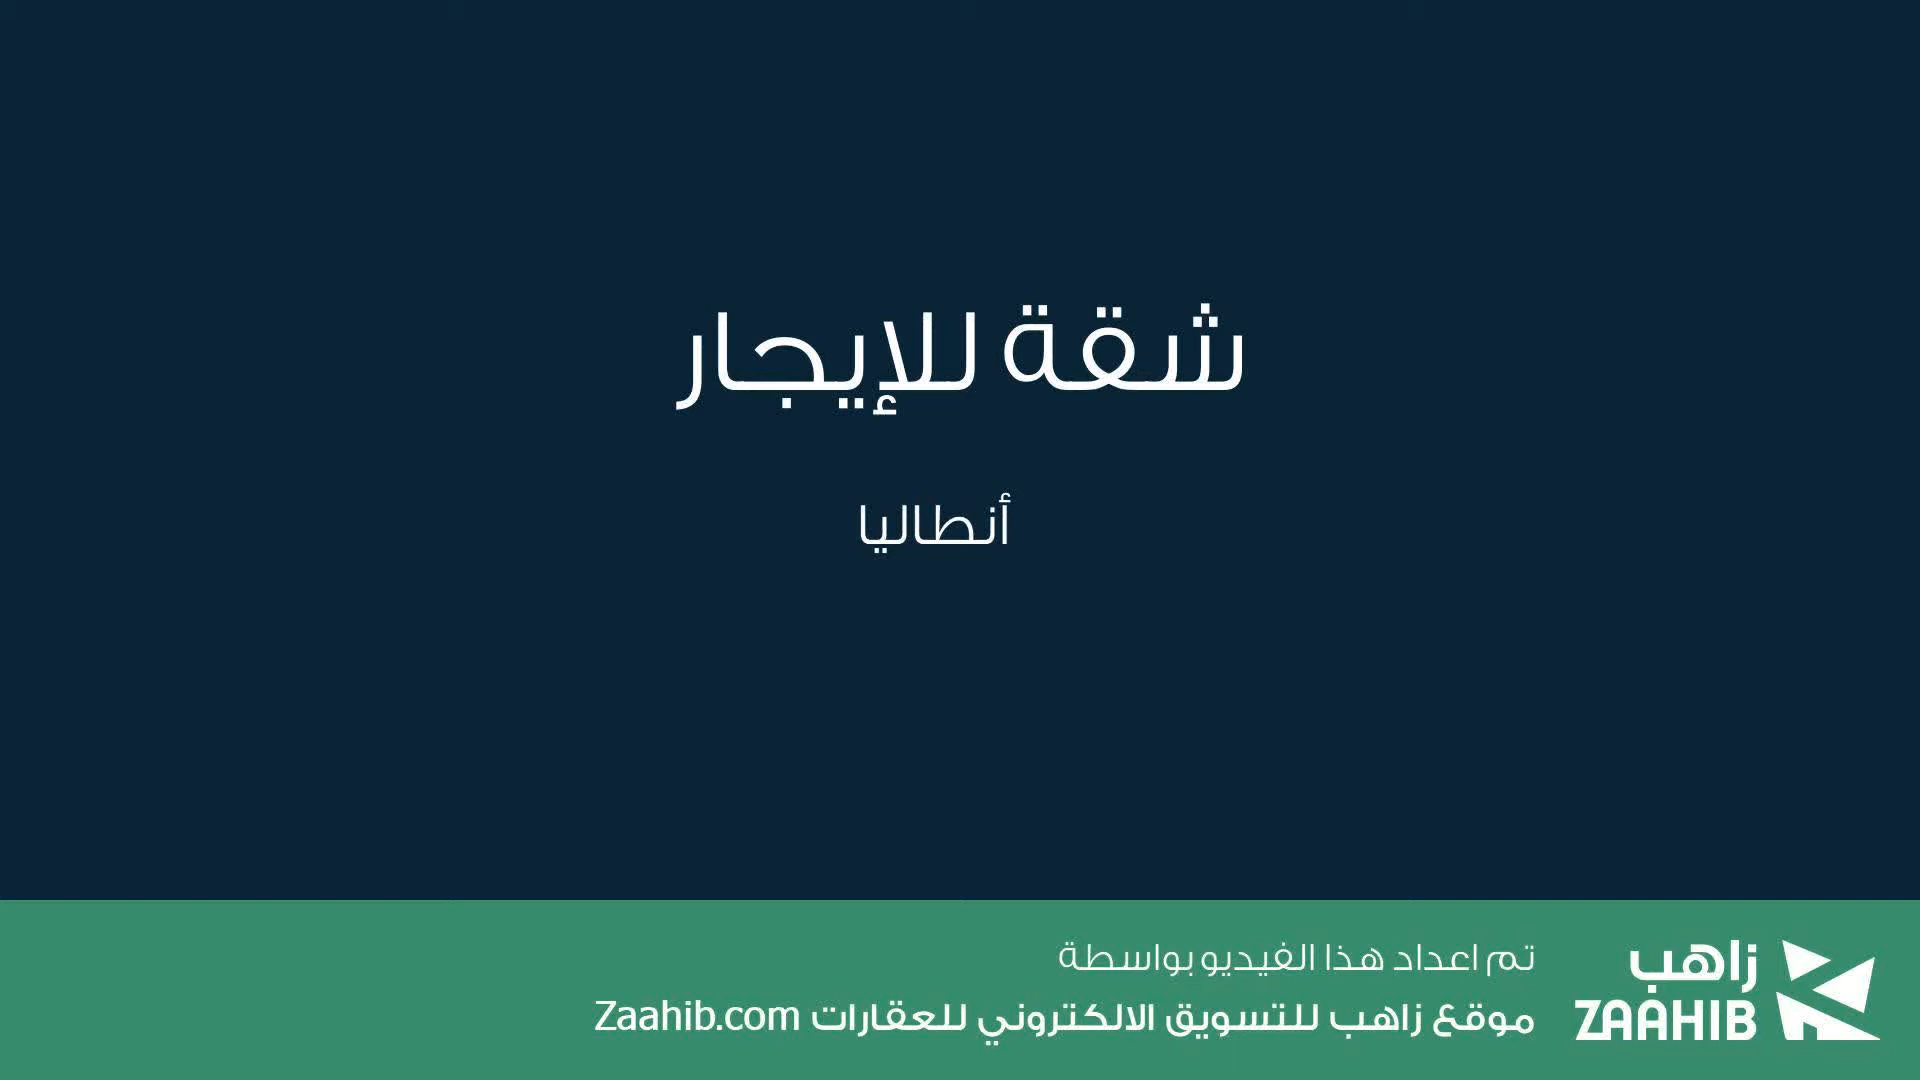 شقة للإيجار
أنطاليا
تم اعداد هذا الفيديو بواسطة
موقع زاهب للتسويق الالكتروني للعقارات Zaahib.com
زاهب
ZAAHIB